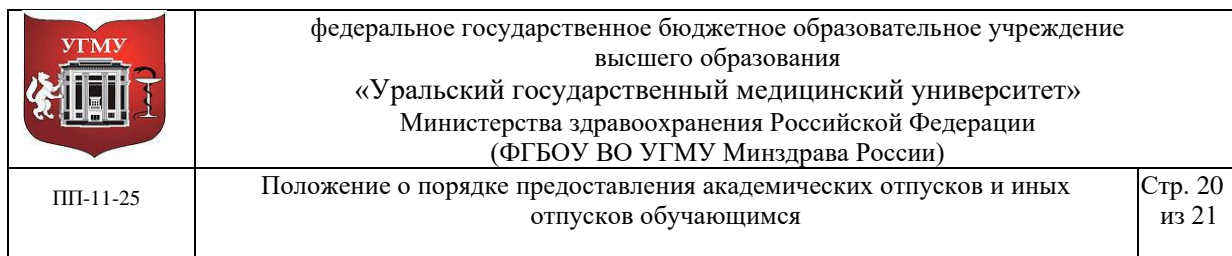 УГМУ
федеральное государственное бюджетное образовательное учреждение
высшего образования
«Уральский государственный медицинский университет»
Министерства здравоохранения Российской Федерации
(ФГБОУ ВО УГМУ Минздрава России)
ПП-11-25
Положение о порядке предоставления академических отпусков и иных
отпусков обучающимся
Стр. 20
из 21